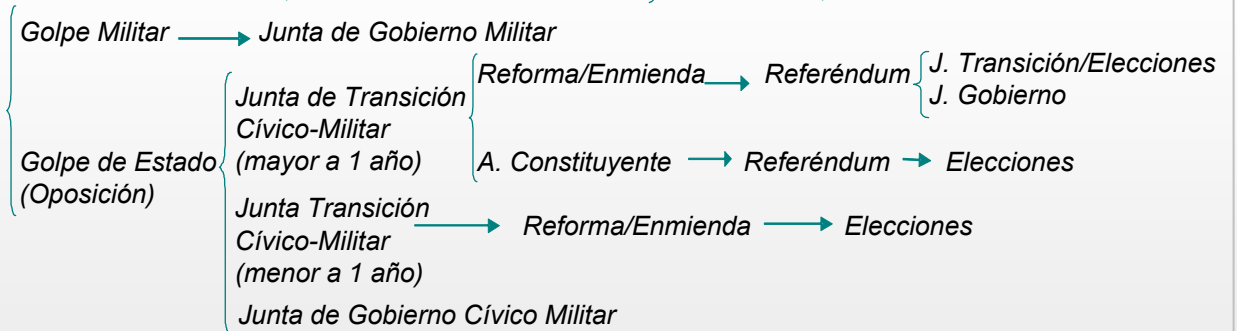 Golpe Militar
Junta de Gobierno Militar
Golpe de Estado
(Oposición)
Junta de Transición
Cívico-Militar
(mayor a 1 año)
Reforma/Enmienda
Referéndum
J. Transición/Elecciones
J. Gobierno
A. Constituyente
Referéndum
Elecciones
Junta Transición
Cívico-Militar
(menor a 1 año)
Reforma/Enmienda
Elecciones
Junta de Gobierno Cívico Militar